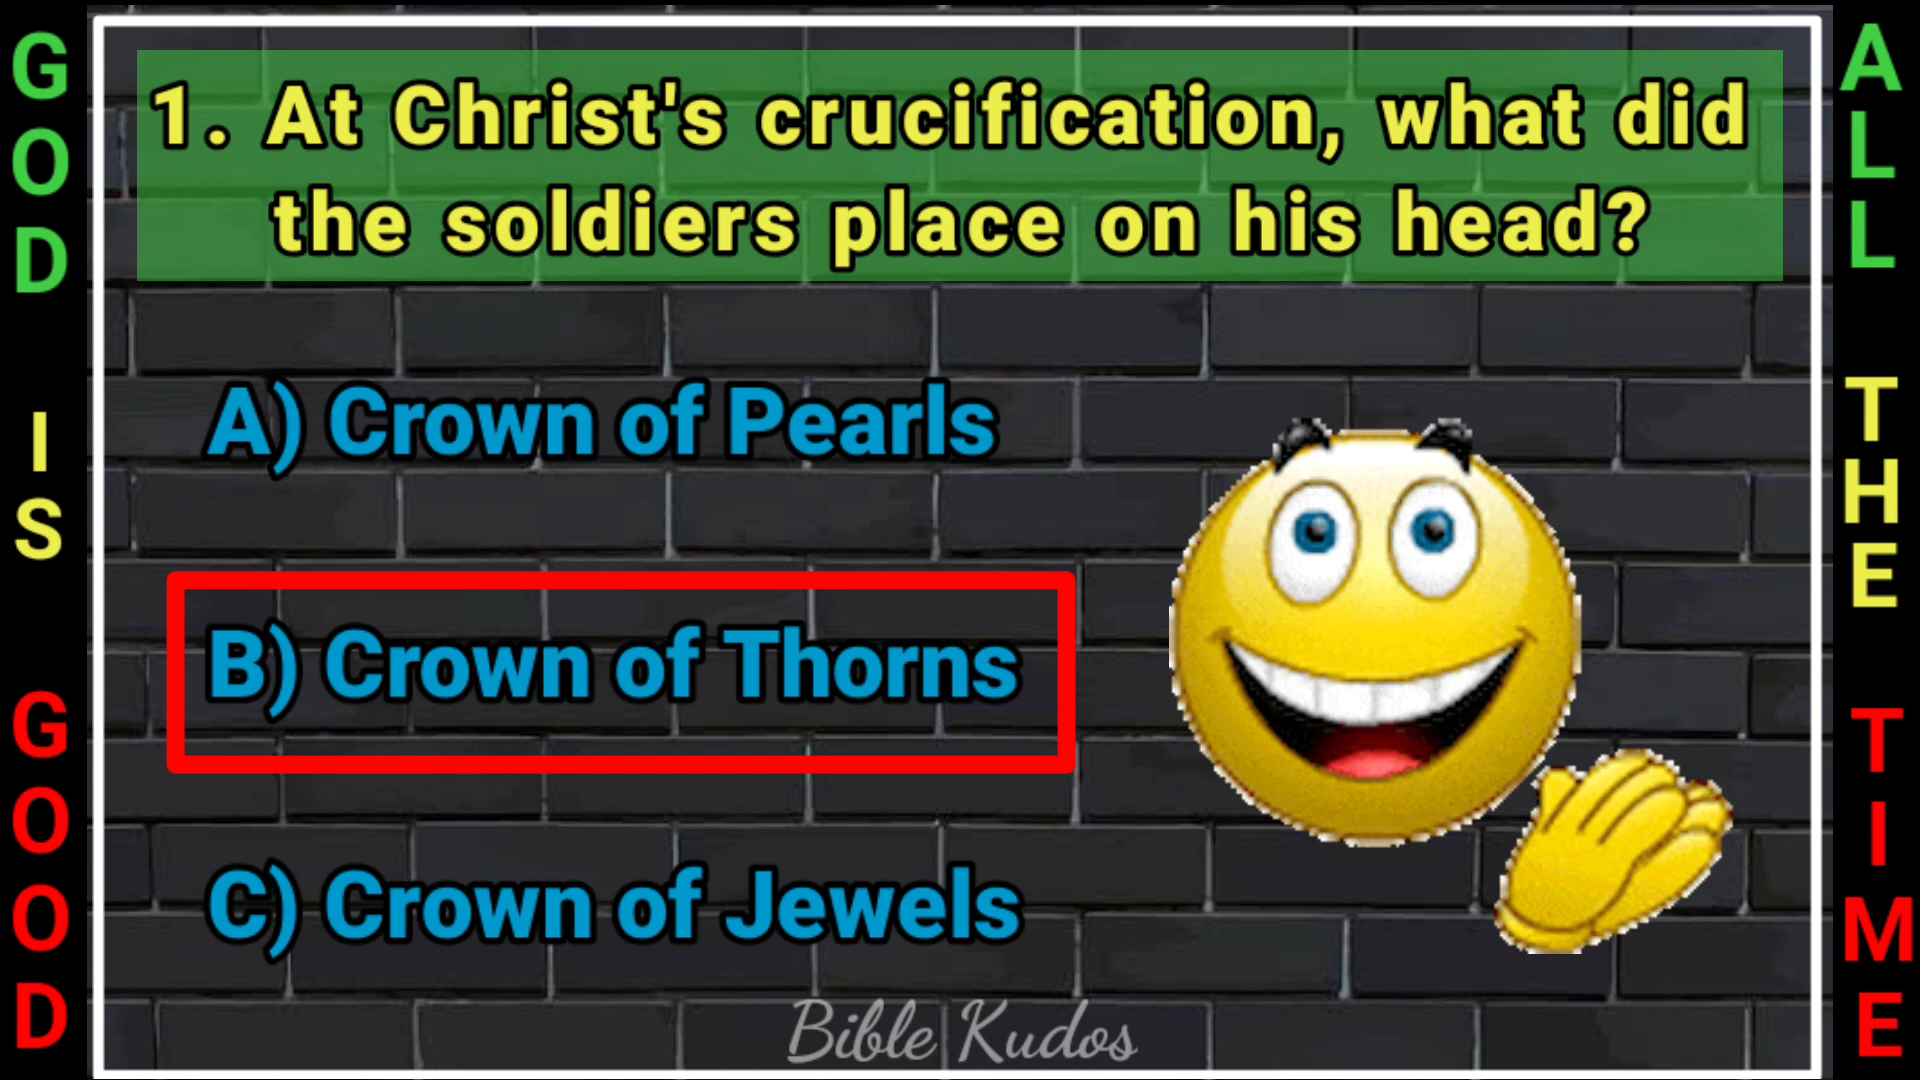 GOD IS GOOD
1. At Christ's crucification, what did
the soldiers place on his head?
A) Crown of Pearls
B) Crown of Thorns
C) Crown of Jewels
Bible Kudos
ALL THE TIME